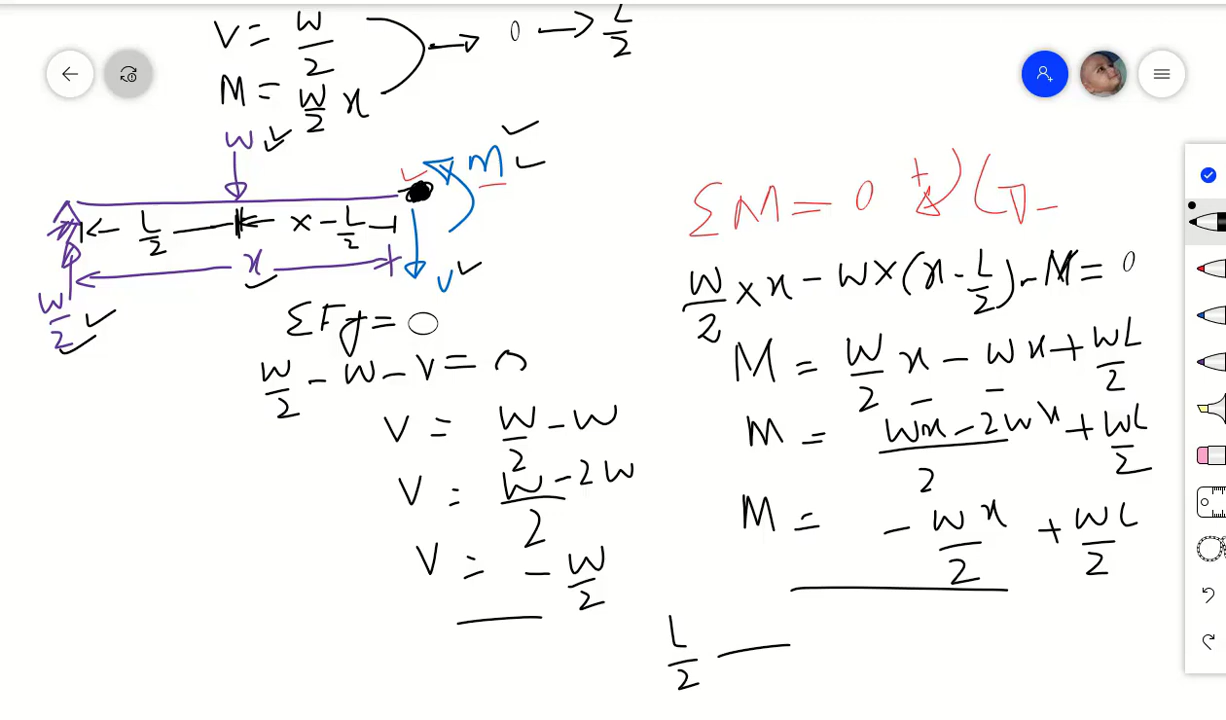 V = W/2
M = W/2 x
0 → L/2
W
M
L/2
x - L/2
x
V
W/2
ΣFy = 0
W/2 - W - V = 0
V = W/2 - W
V = (W - 2W)/2
V = - W/2
ΣM = 0 + -
W/2 × x - W × (x - L/2) - M = 0
M = W/2 x - Wx + WL/2
M = (Wx - 2Wx)/2 + WL/2
M = - Wx/2 + WL/2
L/2 —